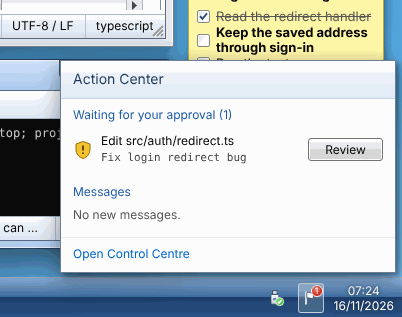 UTF-8 / LF
typescript
Read the redirect handler
Keep the saved address
through sign-in
top; proj
can ...
Action Center
Waiting for your approval (1)
Edit src/auth/redirect.ts
Fix login redirect bug
Review
Messages
No new messages.
Open Control Centre
1
07:24
16/11/2026